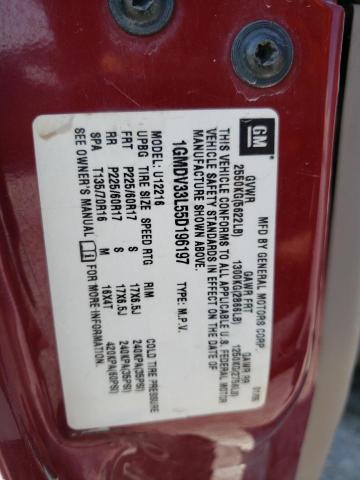 GM
MFD BY GENERAL MOTORS CORP. 01/05
GVWR GAWR FRT GAWR RR
2550KG(5622LB) 1300KG(2866LB) 1250KG(2756LB)
THIS VEHICLE CONFORMS TO ALL APPLICABLE U.S. FEDERAL MOTOR
VEHICLE SAFETY STANDARDS IN EFFECT ON THE DATE OF
MANUFACTURE SHOWN ABOVE.
1GMDV33L55D196197 TYPE: M.P.V.
MODEL: U-12216
UPBG TIRE SIZE SPEED RTG RIM COLD TIRE PRESSURE
FRT P225/60R17 S 17X6.5J 240KPA(35PSI)
RR P225/60R17 S 17X6.5J 240KPA(35PSI)
SPA T135/70R16 M 16X4T 420KPA(60PSI)
SEE OWNER'S MANUAL FOR MORE